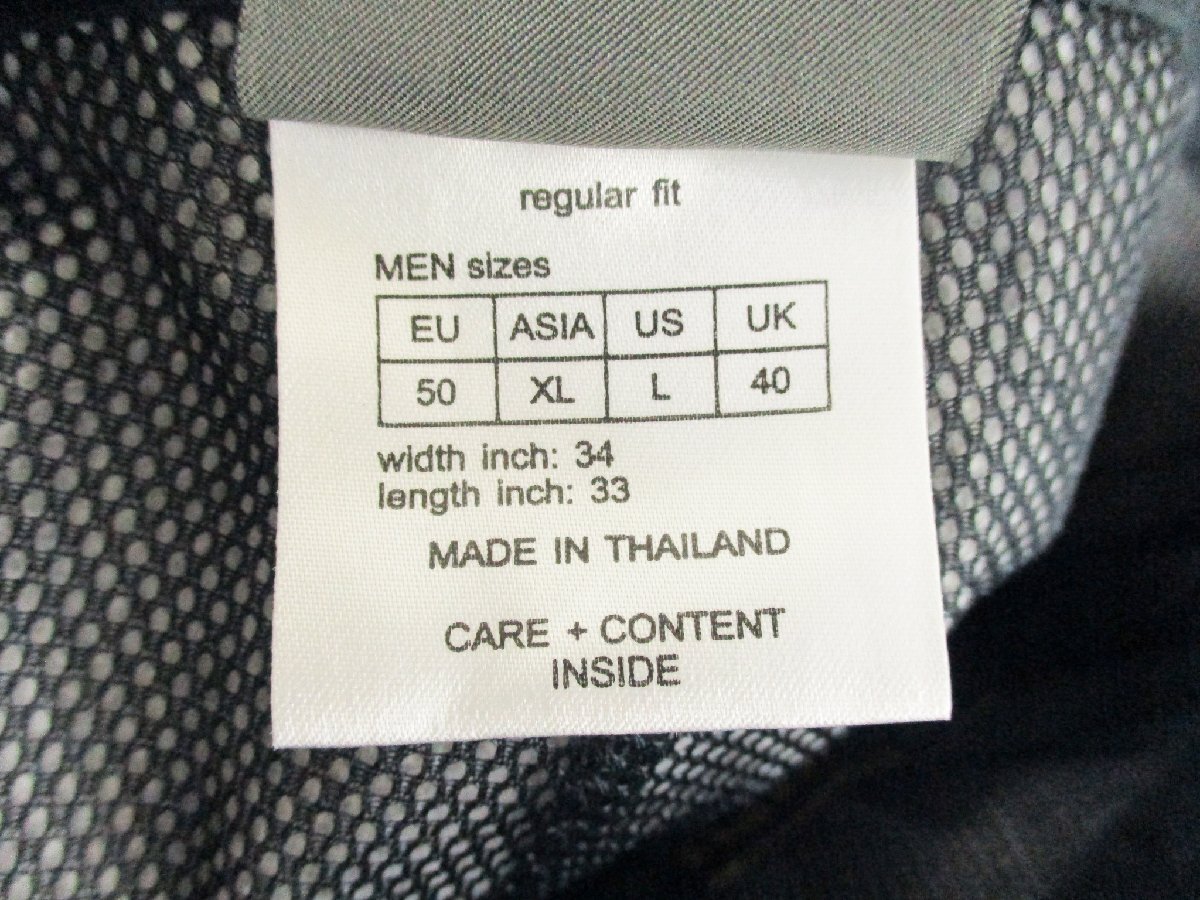 regular fit
MEN sizes
EU ASIA US UK
50 XL L 40
width inch: 34
length inch: 33
MADE IN THAILAND
CARE + CONTENT
INSIDE